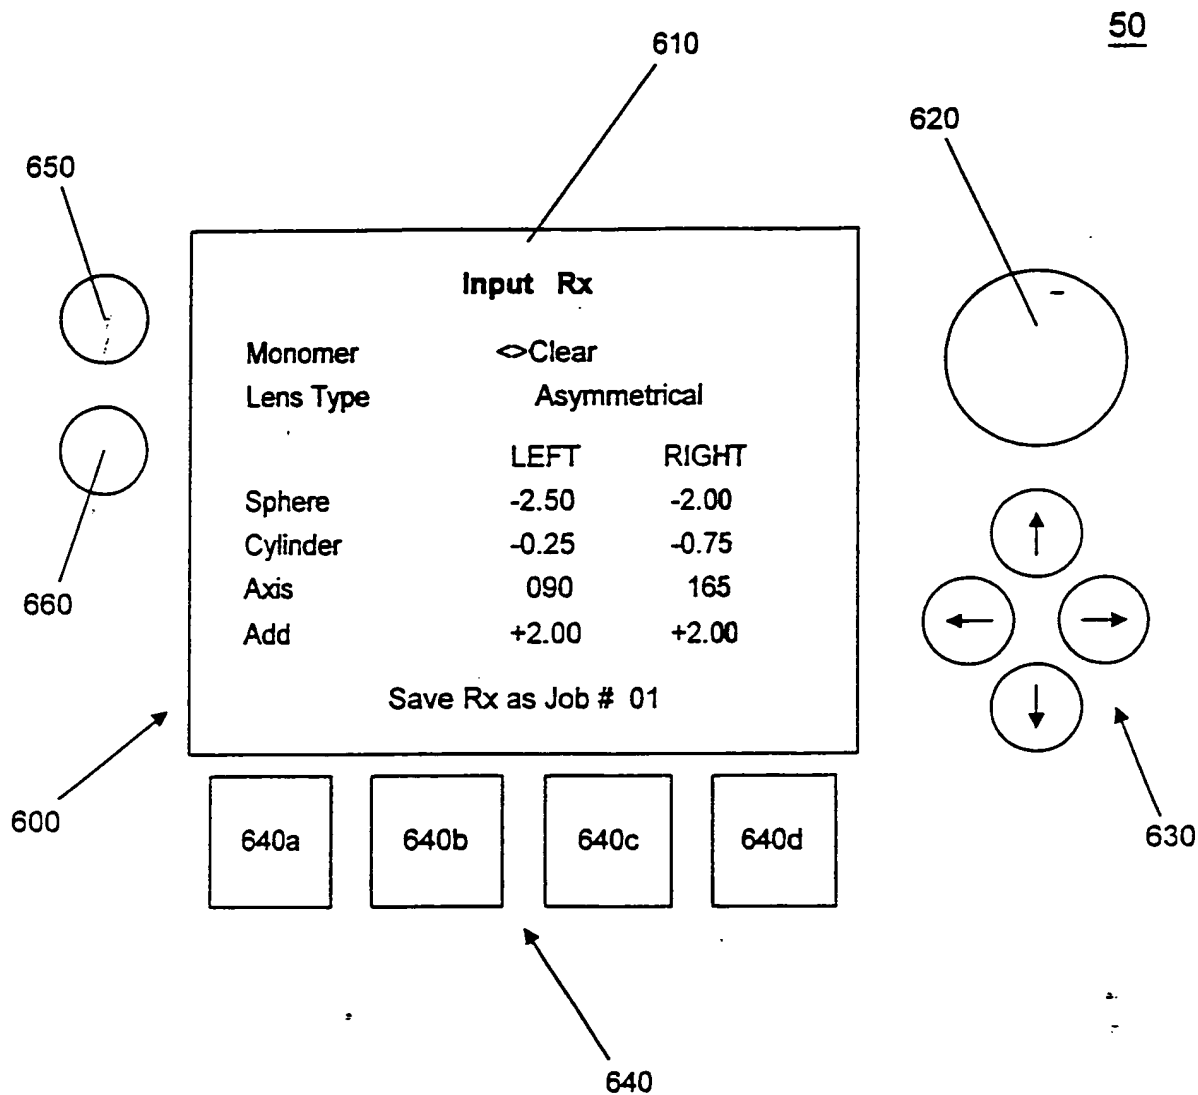 50
610
620
650
Input Rx
Monomer <>Clear
Lens Type Asymmetrical
LEFT RIGHT
Sphere -2.50 -2.00
Cylinder -0.25 -0.75
Axis 090 165
Add +2.00 +2.00
Save Rx as Job # 01
660
600
640a 640b 640c 640d
630
640